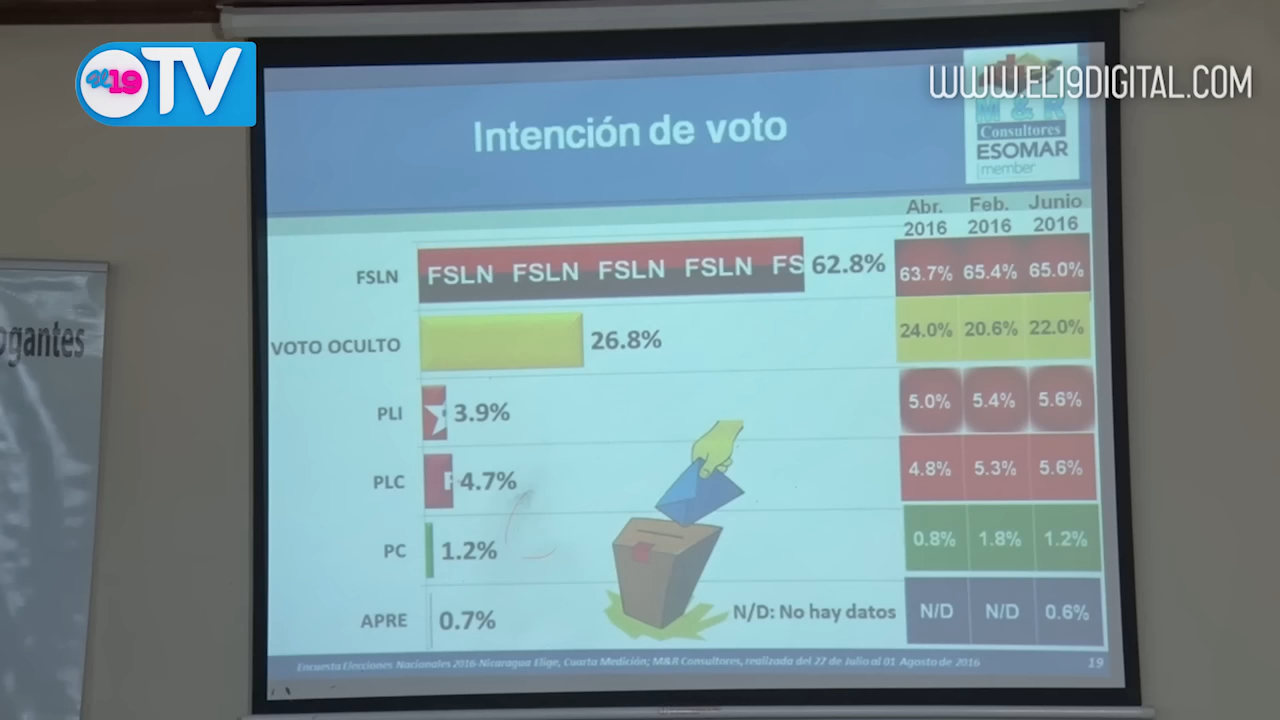 el19 TV
WWW.EL19DIGITAL.COM
Intención de voto
M & R
Consultores
ESOMAR
member
Abr. Feb. Junio
2016 2016 2016
FSLN FSLN FSLN FSLN FSLN FS 62.8% 63.7% 65.4% 65.0%
VOTO OCULTO 26.8% 24.0% 20.6% 22.0%
PLI 3.9% 5.0% 5.4% 5.6%
PLC 4.7% 4.8% 5.3% 5.6%
PC 1.2% 0.8% 1.8% 1.2%
APRE 0.7% N/D: No hay datos N/D N/D 0.6%
Encuesta Elecciones Nacionales 2016-Nicaragua Elige, Cuarta Medición; M&R Consultores, realizada del 27 de Julio al 01 Agosto de 2016 19